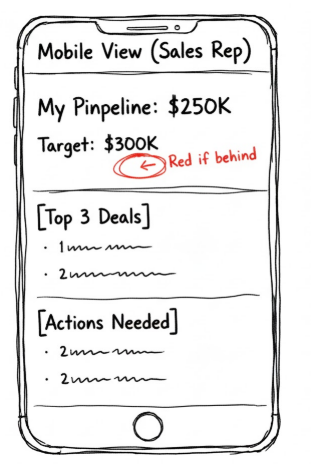 Mobile View (Sales Rep)
My Pinpeline: $250K
Target: $300K
Red if behind
[Top 3 Deals]
· 1
· 2
[Actions Needed]
· 2
· 2